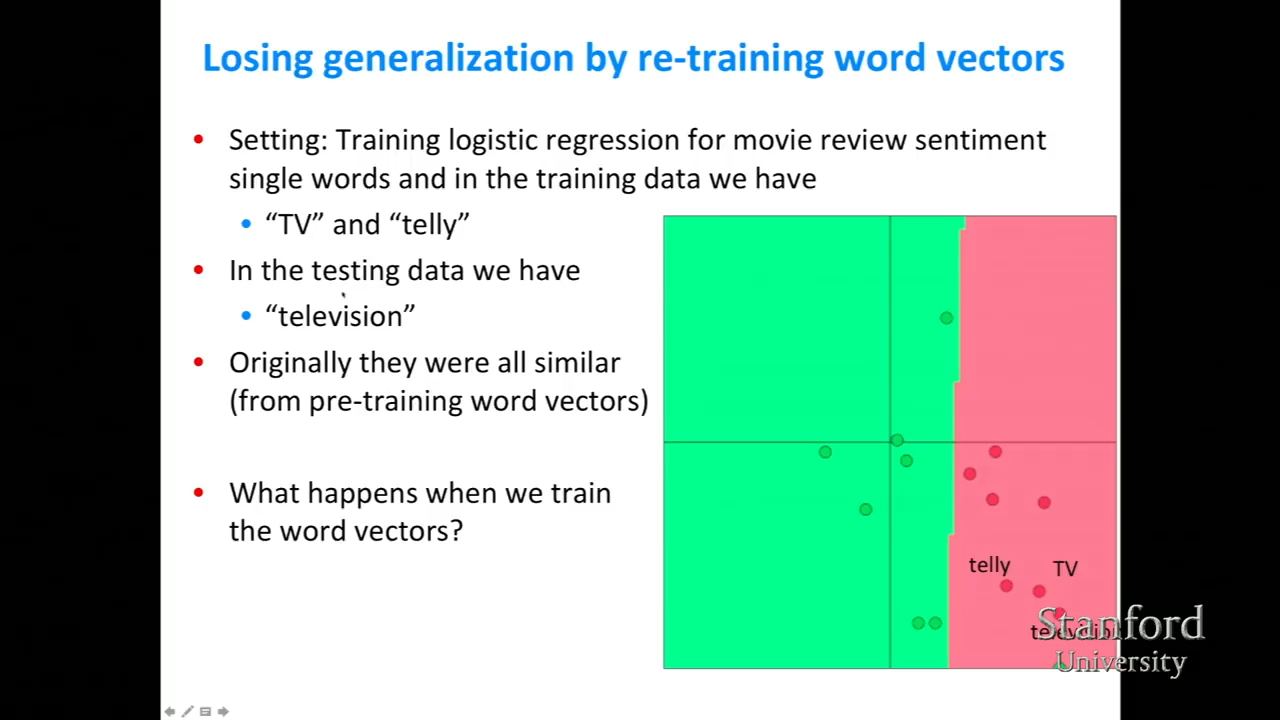 Losing generalization by re-training word vectors
• Setting: Training logistic regression for movie review sentiment
single words and in the training data we have
• “TV” and “telly”
• In the testing data we have
• “television”
• Originally they were all similar
(from pre-training word vectors)
• What happens when we train
the word vectors?
telly TV
television
Stanford
University